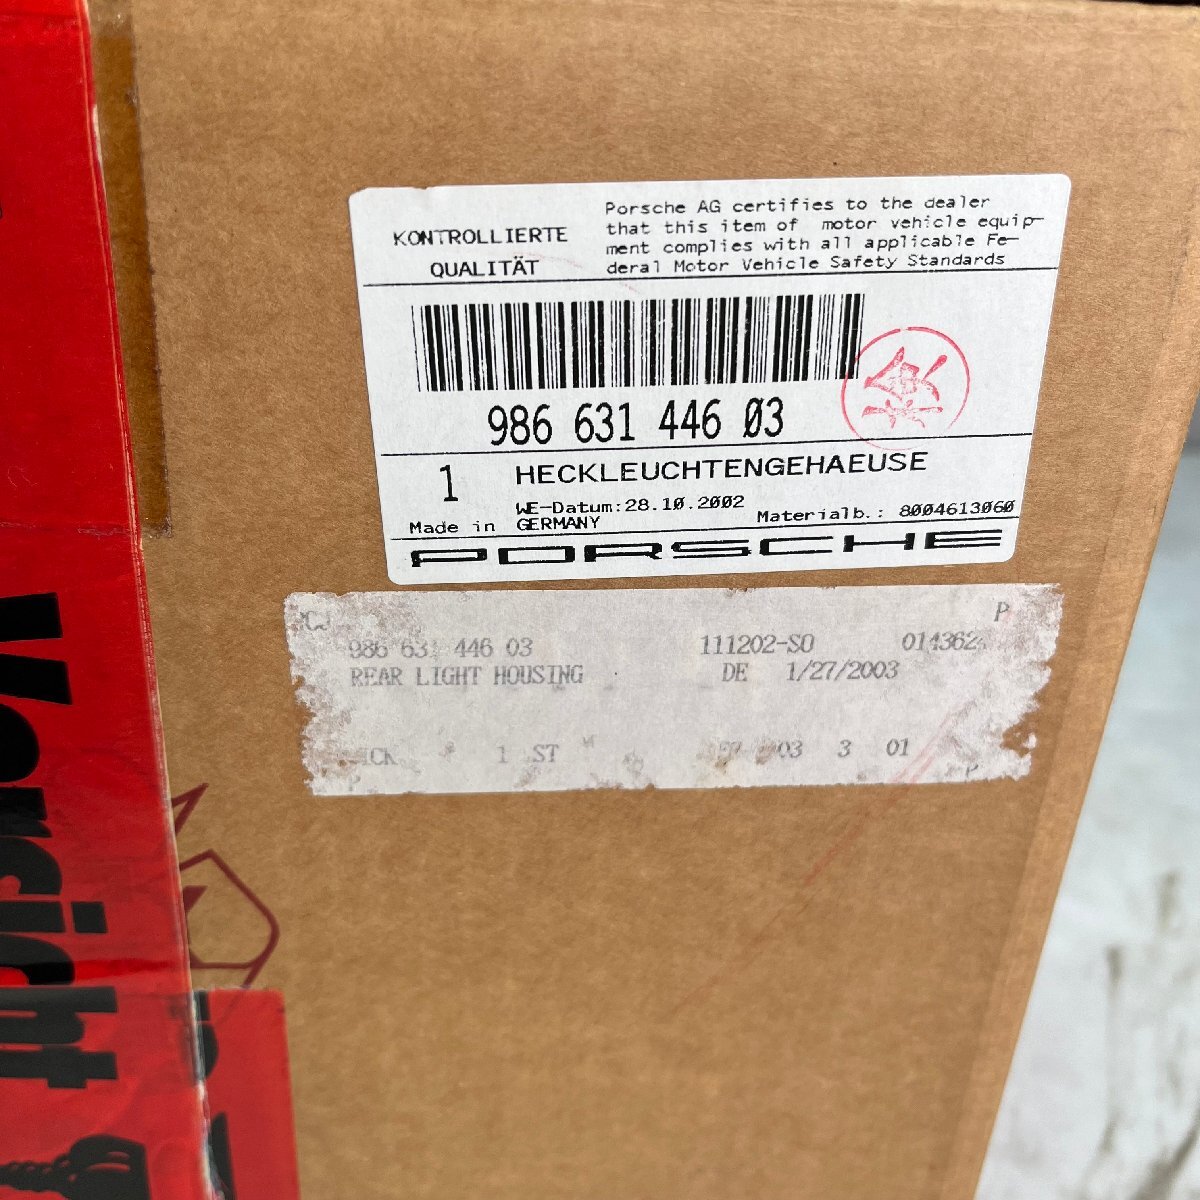 KONTROLLIERTE
QUALITÄT
Porsche AG certifies to the dealer
that this item of motor vehicle equip-
ment complies with all applicable Fe-
deral Motor Vehicle Safety Standards
986 631 446 03
1 HECKLEUCHTENGEHAEUSE
WE-Datum:28.10.2002
Made in GERMANY Materialb.: 8004613060
PORSCHE
P
986 631 446 03 111202-SO
REAR LIGHT HOUSING DE 1/27/2003
1 ST 03 3 01
P
Vorsicht